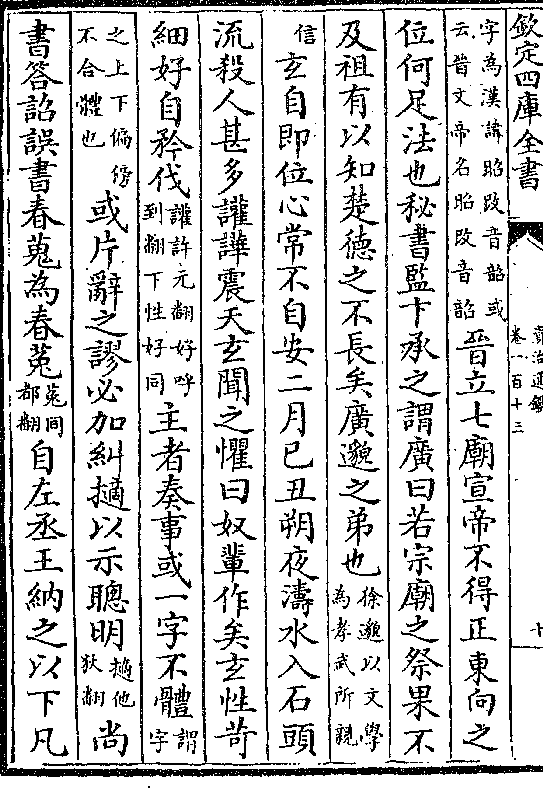 欽定四庫全書
資治通鑑
卷一百十三
十
字為漢諱昭改音韶或云晉文帝名昭改音韶晉立七廟宣帝不得正東向之
位何足法也秘書監卞承之謂廣曰若宗廟之祭果不
及祖有以知楚德之不長矣廣邈之弟也徐邈以文學為孝武所親
信玄自即位心常不自安二月己丑朔夜濤水入石頭
流殺人甚多讙譁震天玄聞之懼曰奴輩作矣玄性苛
細好自矜伐讙許元翻好呼到翻下性好同主者奏事或一字不體謂字
之上下偏傍不合體也或片辭之謬必加糾擿以示聰明擿他狄翻尚
書答詔誤書春蒐為春菟菟同都翻自左丞王納之以下凡